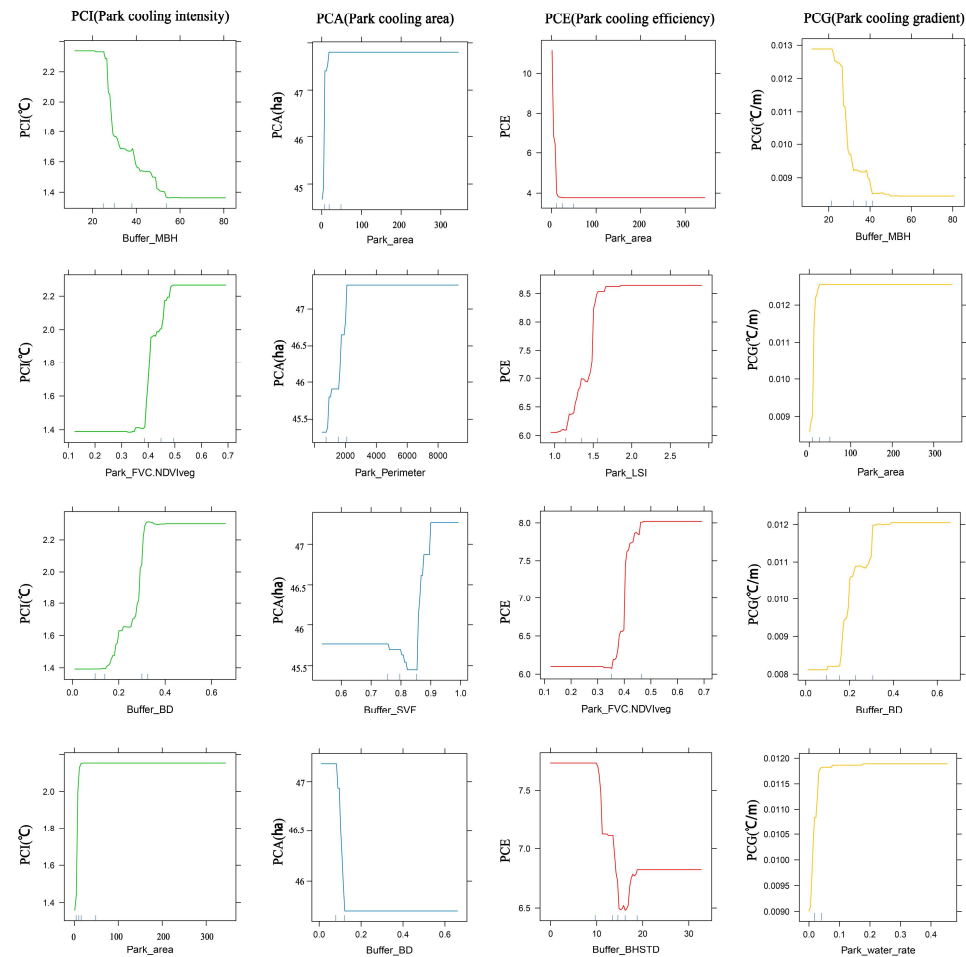 PCI(Park cooling intensity)
PCI(℃)
2.2
2.0
1.8
1.6
1.4
20 40 60 80
Buffer_MBH
PCA(Park cooling area)
PCA(ha)
47
46
45
0 100 200 300
Park_area
PCE(Park cooling efficiency)
PCE
10
8
6
4
0 100 200 300
Park_area
PCG(Park cooling gradient)
PCG(℃/m)
0.013
0.012
0.011
0.010
0.009
20 40 60 80
Buffer_MBH
PCI(℃)
2.2
2.0
1.8
1.6
1.4
0.1 0.2 0.3 0.4 0.5 0.6 0.7
Park_FVC.NDVIveg
PCA(ha)
47
46.5
46
45.5
2000 4000 6000 8000
Park_Perimeter
PCE
8.5
8.0
7.5
7.0
6.5
6.0
1.0 1.5 2.0 2.5
Park_LSI
PCG(℃/m)
0.012
0.011
0.010
0.009
0 100 200 300
Park_area
PCI(℃)
2.2
2.0
1.8
1.6
1.4
0.0 0.2 0.4 0.6
Buffer_BD
PCA(ha)
47
46.5
46
45.5
0.6 0.7 0.8 0.9 1.0
Buffer_SVF
PCE
8.0
7.5
7.0
6.5
6.0
0.1 0.2 0.3 0.4 0.5 0.6 0.7
Park_FVC.NDVIveg
PCG(℃/m)
0.012
0.011
0.010
0.009
0.008
0.0 0.2 0.4 0.6
Buffer_BD
PCI(℃)
2.0
1.8
1.6
1.4
0 100 200 300
Park_area
PCA(ha)
47
46.5
46
0.0 0.2 0.4 0.6
Buffer_BD
PCE
7.5
7.0
6.5
0 10 20 30
Buffer_BHSTD
PCG(℃/m)
0.0120
0.0115
0.0110
0.0105
0.0100
0.0095
0.0090
0.0 0.1 0.2 0.3 0.4
Park_water_rate